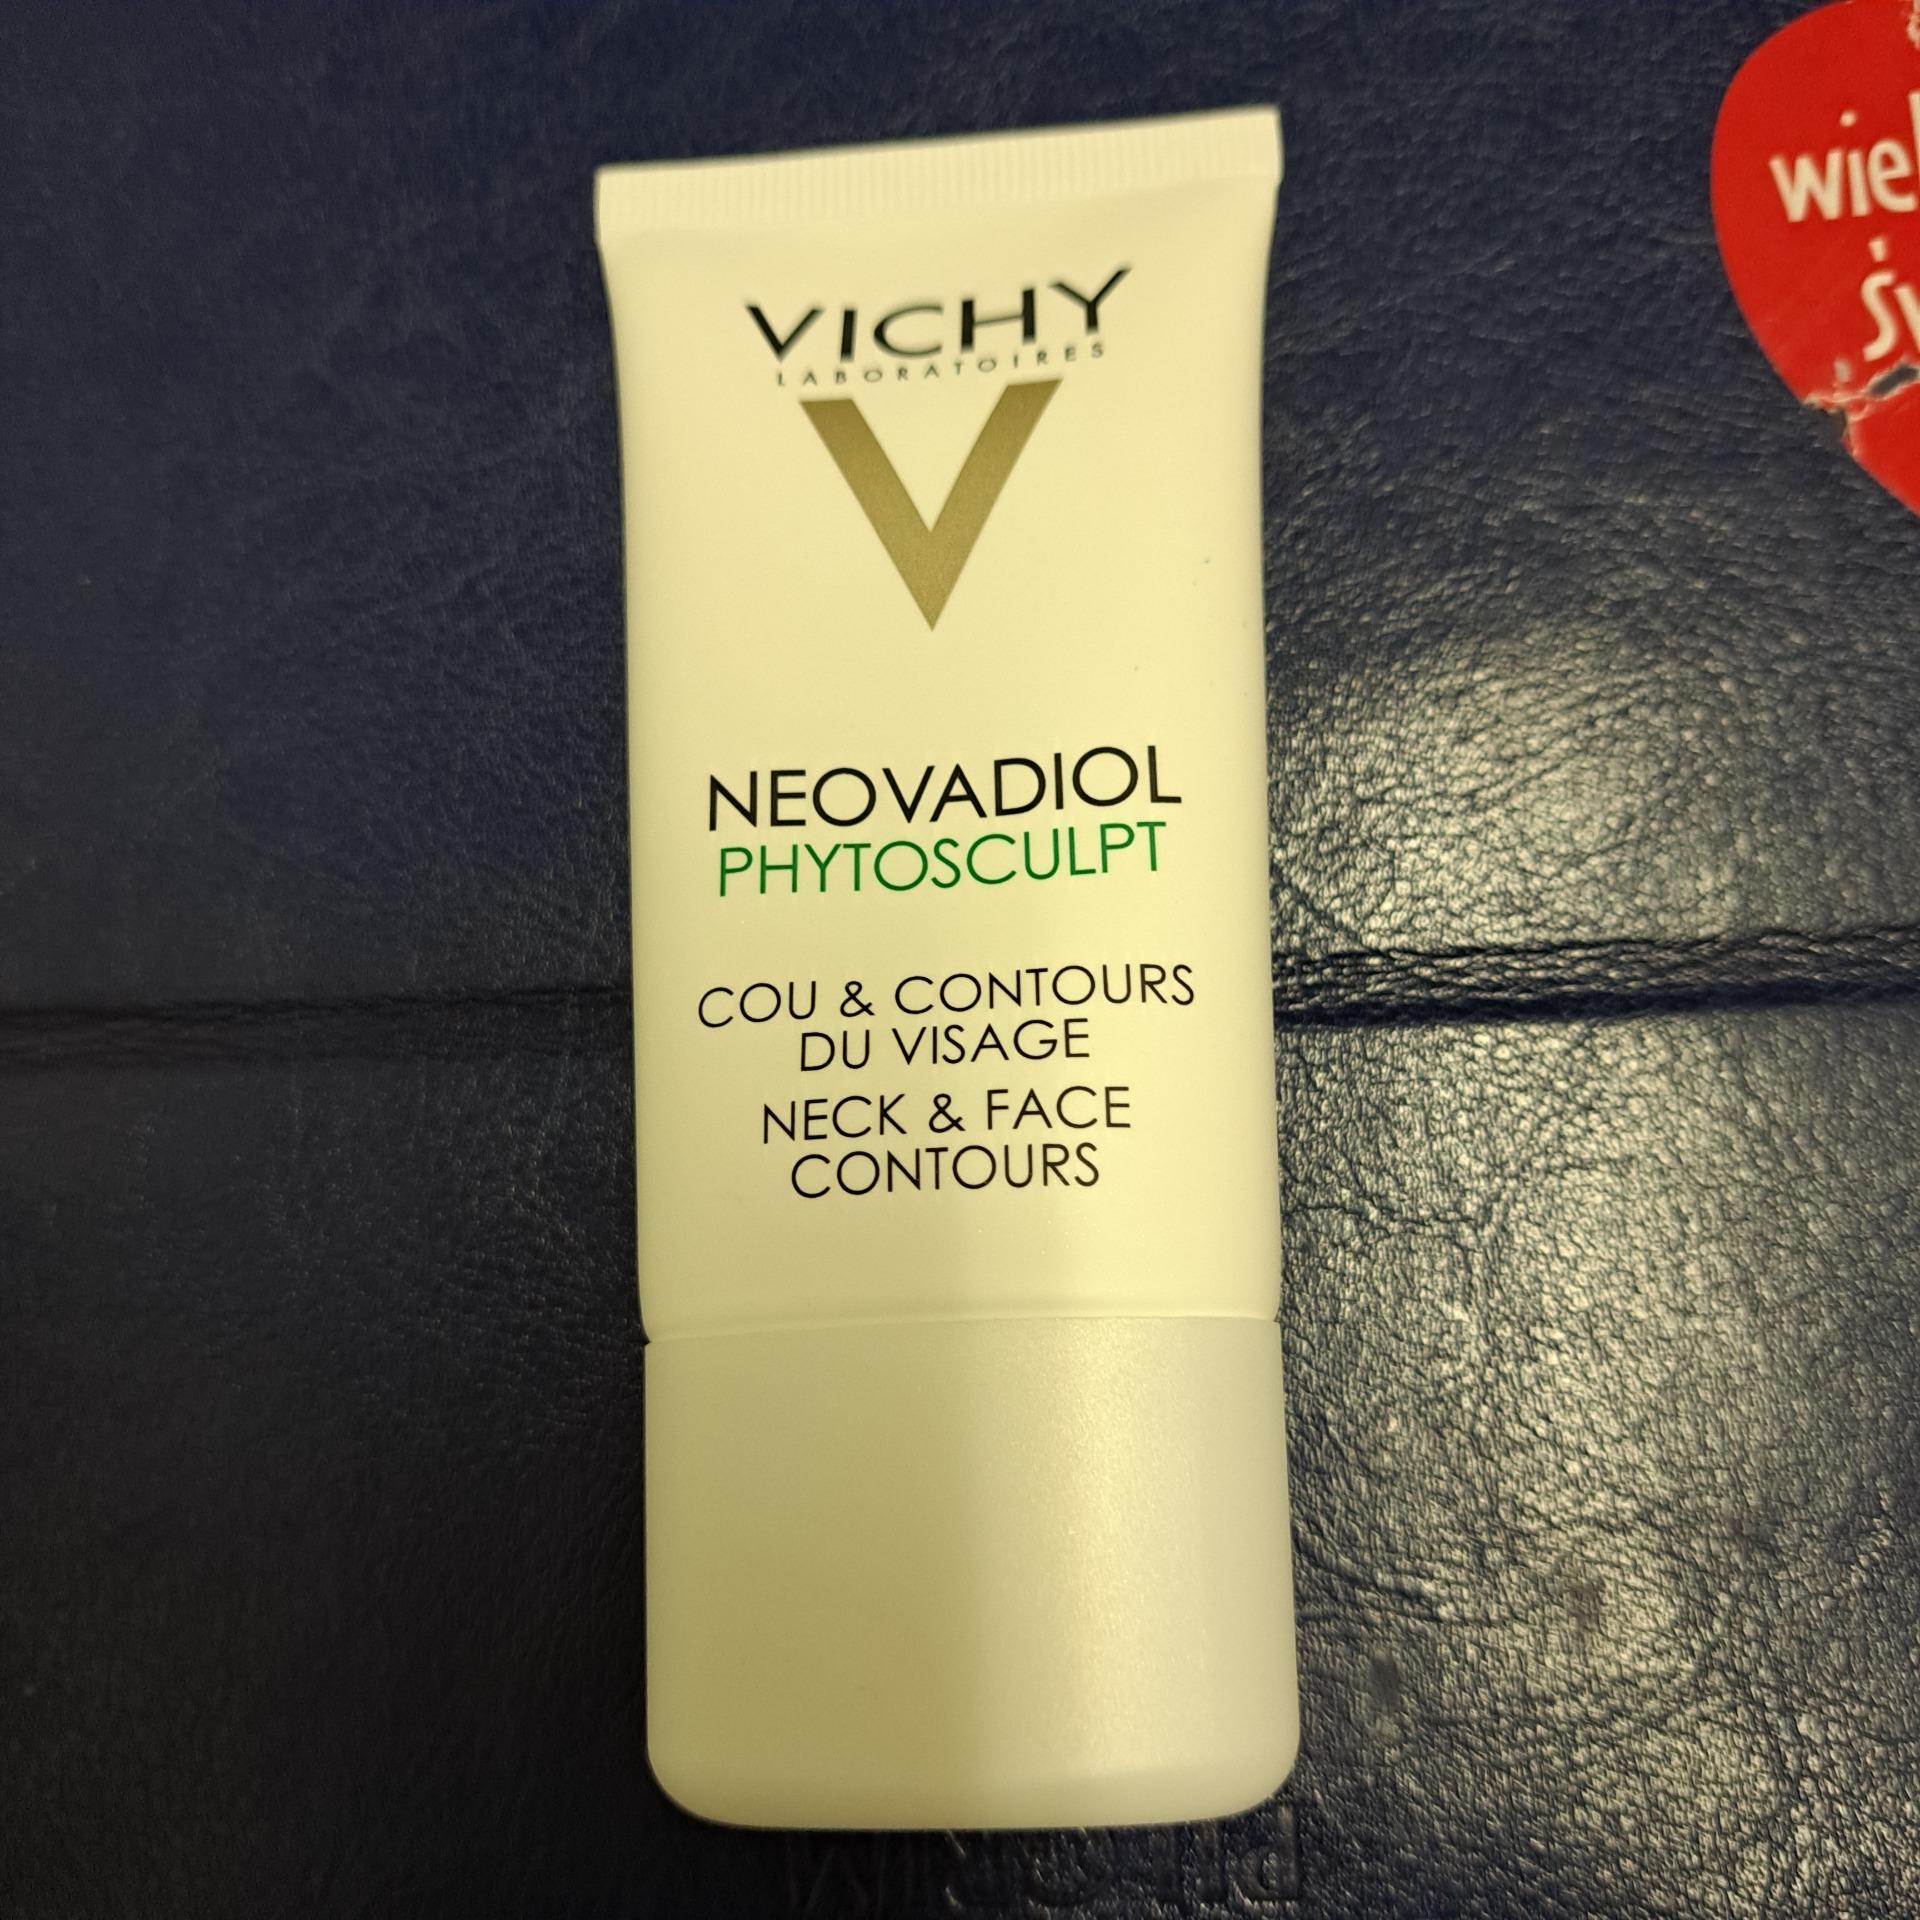 VICHY
LABORATOIRES
NEOVADIOL
PHYTOSCULPT
COU & CONTOURS
DU VISAGE
NECK & FACE
CONTOURS